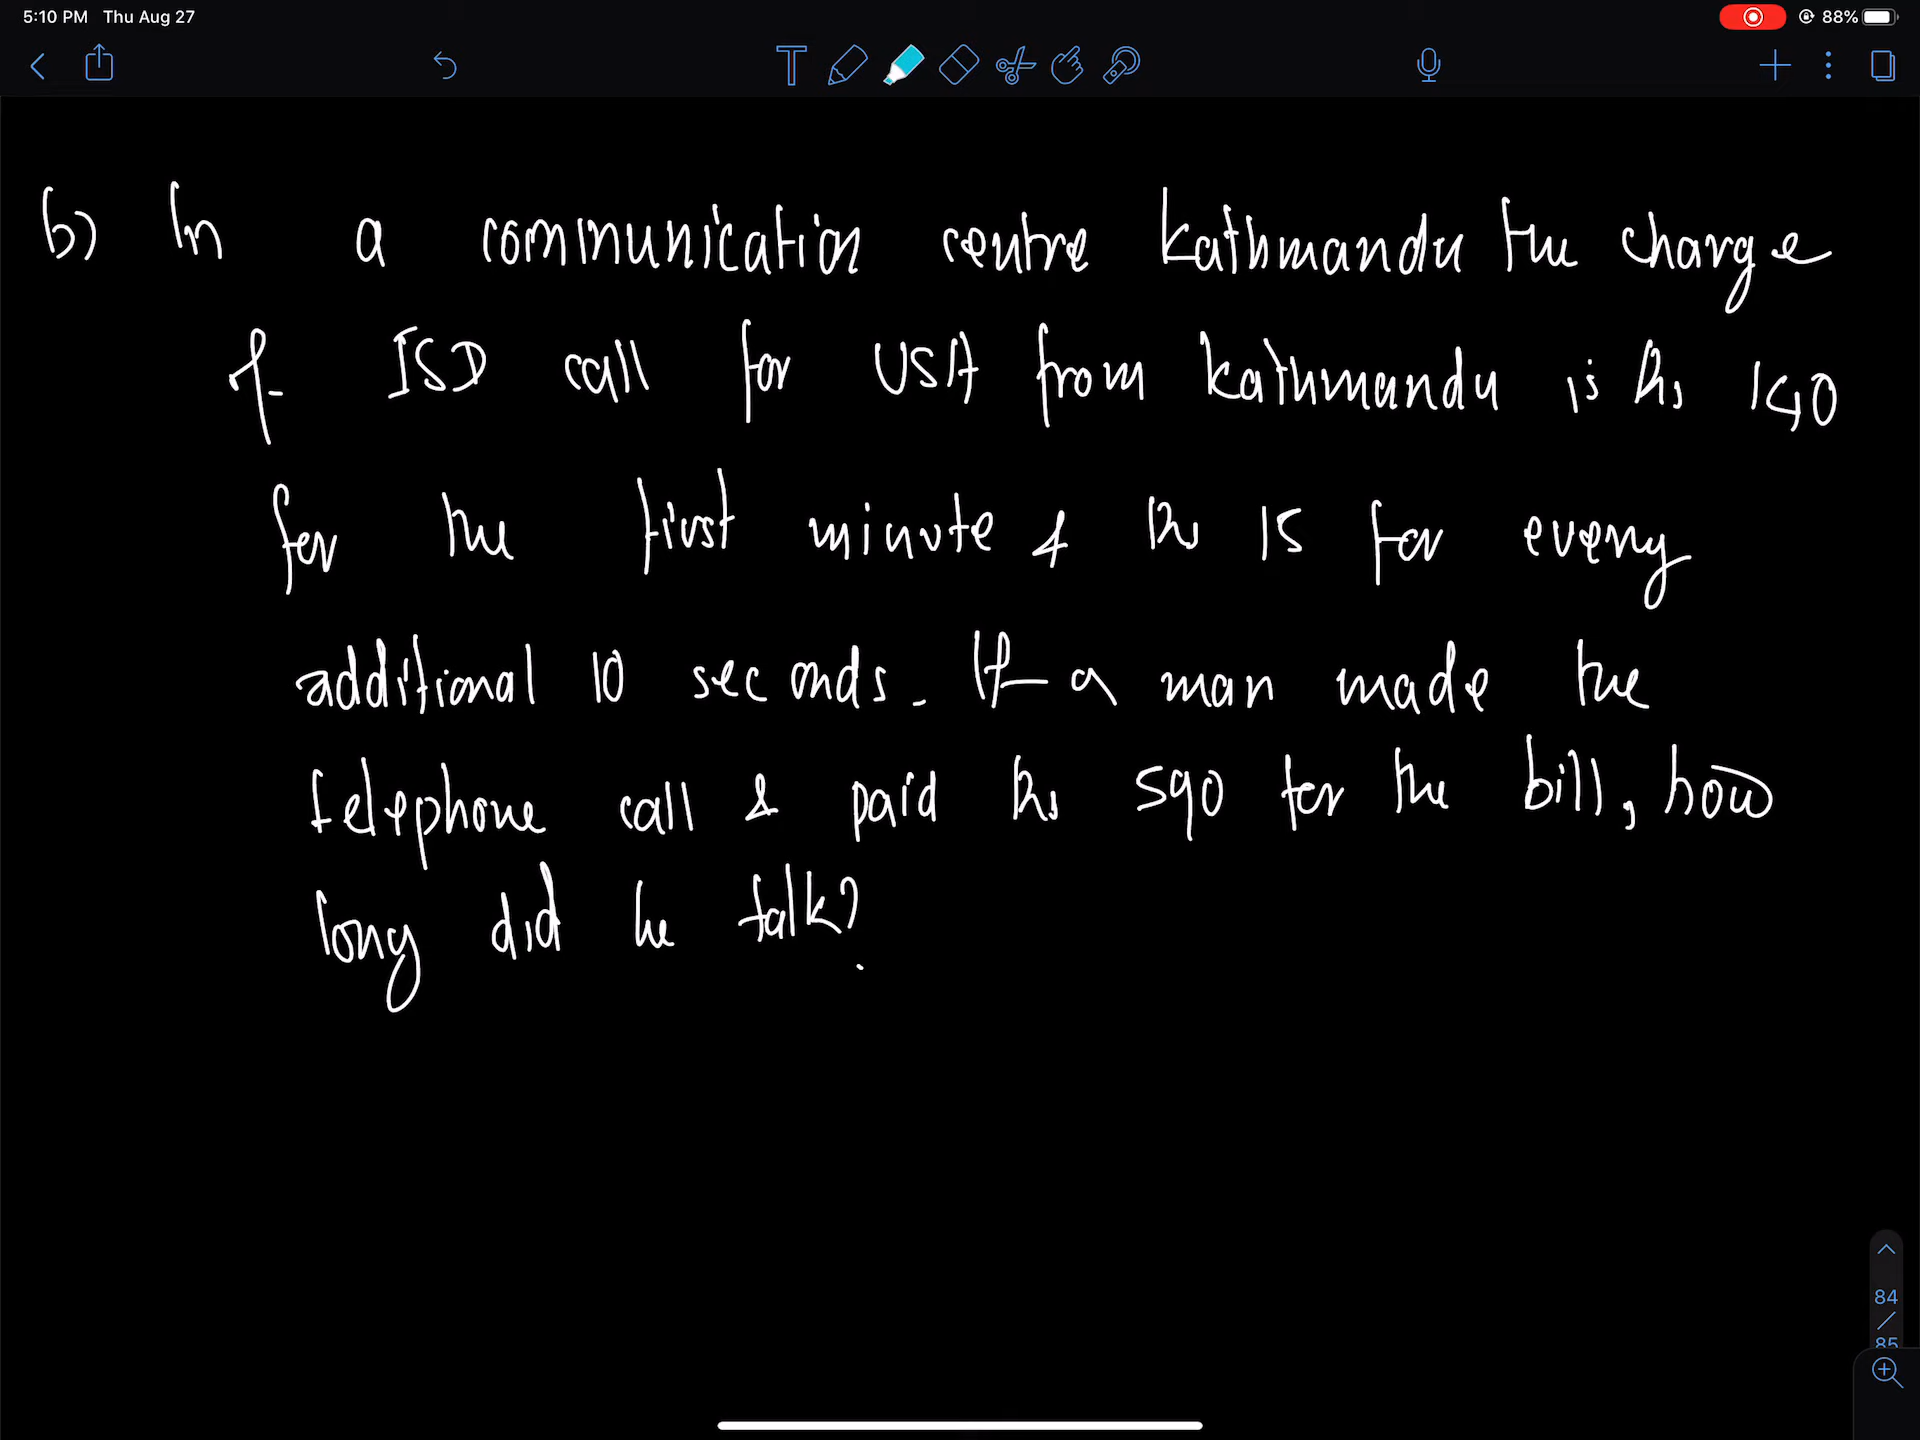 5:10 PM Thu Aug 27
88%
b) In a communication centre Kathmandu the charge
of ISD call for USA from Kathmandu is Rs 140
for the first minute & Rs 15 for every
additional 10 seconds. If a man made the
telephone call & paid Rs 590 for the bill, how
long did he talk?
84
/
85